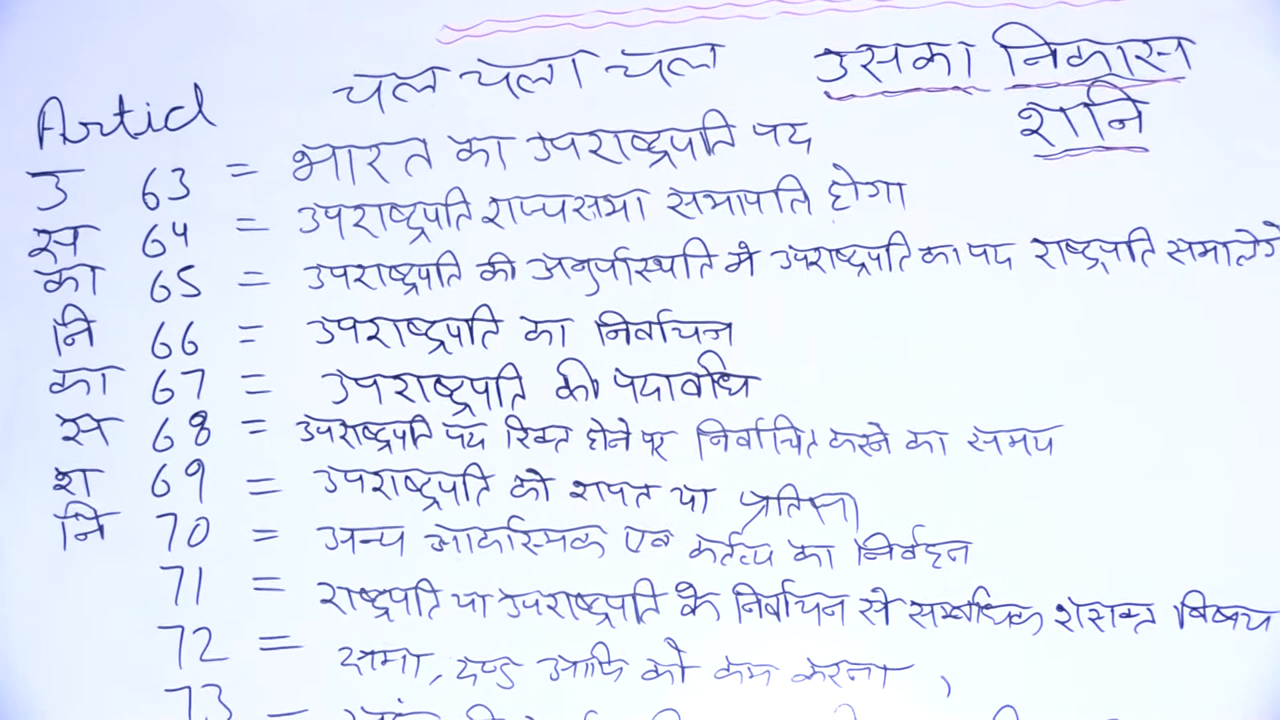 चल चला चल उसका निकास
शनि
Articl
उ 63 = भारत का उपराष्ट्रपति पद
स 64 = उपराष्ट्रपति राज्यसभा सभापति होगा
का 65 = उपराष्ट्रपति की अनुपस्थिति मे उपराष्ट्रपति का पद राष्ट्रपति समालेगे
नि 66 = उपराष्ट्रपति का निर्वाचन
का 67 = उपराष्ट्रपति की पदावधि
स 68 = उपराष्ट्रपति पद रिक्त होने पर निर्वाचित करने का समय
श 69 = उपराष्ट्रपति को शपत या प्रतिज्ञा
नि 70 = अन्य आकस्मिक एव कर्तव्य का निर्वहन
71 = राष्ट्रपति या उपराष्ट्रपति के निर्वाचन से विषय
72 = क्षमा, दण्ड आदि को कम करना,
73 =